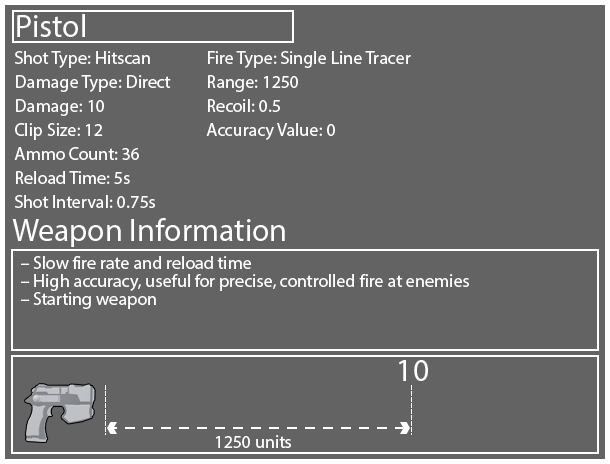 Pistol
Shot Type: Hitscan
Damage Type: Direct
Damage: 10
Clip Size: 12
Ammo Count: 36
Reload Time: 5s
Shot Interval: 0.75s
Fire Type: Single Line Tracer
Range: 1250
Recoil: 0.5
Accuracy Value: 0
Weapon Information
– Slow fire rate and reload time
– High accuracy, useful for precise, controlled fire at enemies
– Starting weapon
10
1250 units